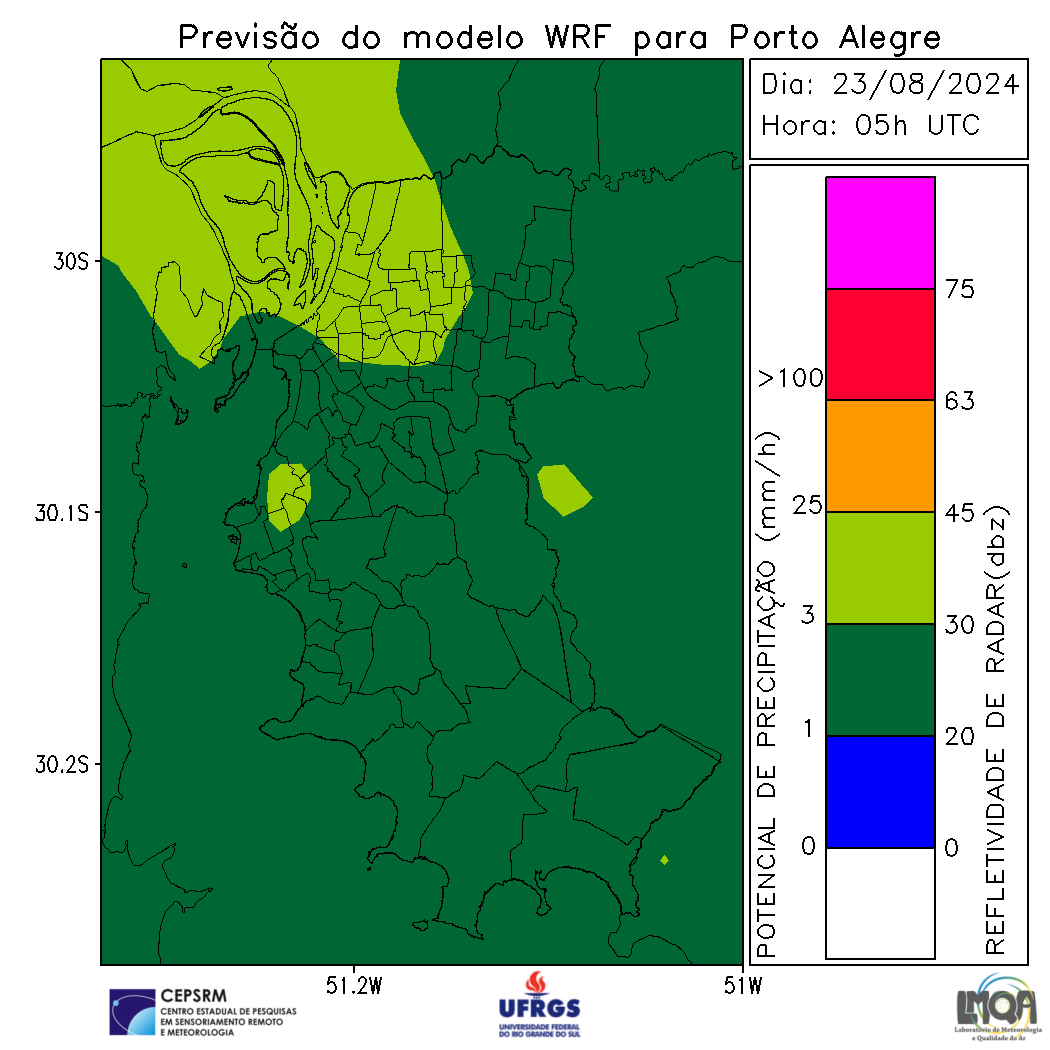 Previsão do modelo WRF para Porto Alegre
Dia: 23/08/2024
Hora: 05h UTC
30S
30.1S
30.2S
51.2W
51W
POTENCIAL DE PRECIPITAÇÃO (mm/h)
>100
25
3
1
0
75
63
45
30
20
0
REFLETIVIDADE DE RADAR(dbz)
CEPSRM
CENTRO ESTADUAL DE PESQUISAS
EM SENSORIAMENTO REMOTO
E METEOROLOGIA
UFRGS
UNIVERSIDADE FEDERAL
DO RIO GRANDE DO SUL
LMQA
Laboratório de Meteorologia
e Qualidade do Ar